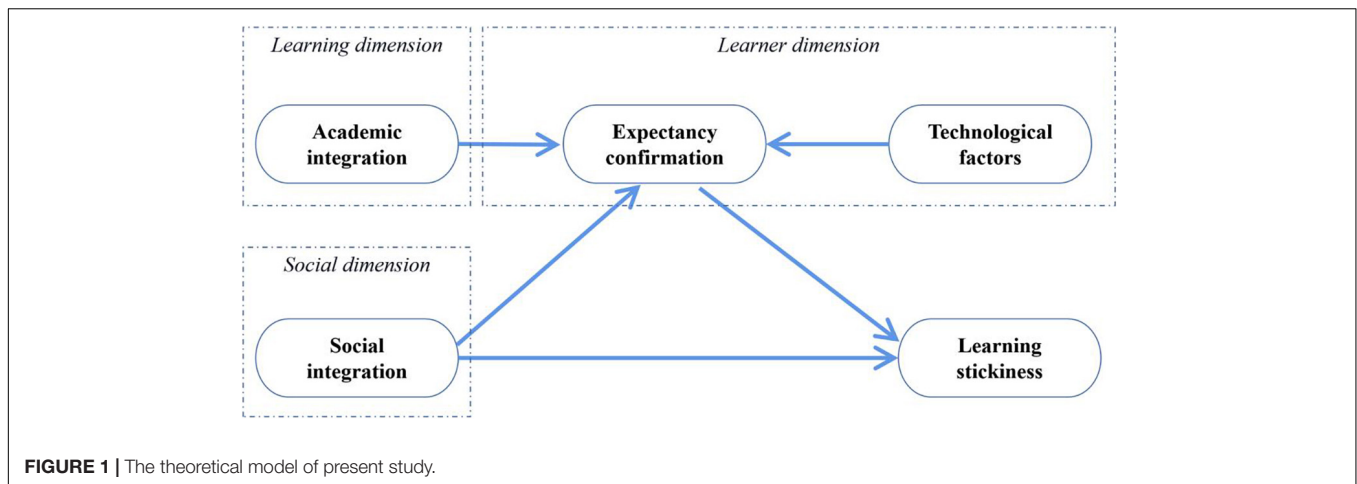 Learning dimension
Learner dimension
Academic
integration
Expectancy
confirmation
Technological
factors
Social dimension
Social
integration
Learning
stickiness
FIGURE 1 | The theoretical model of present study.